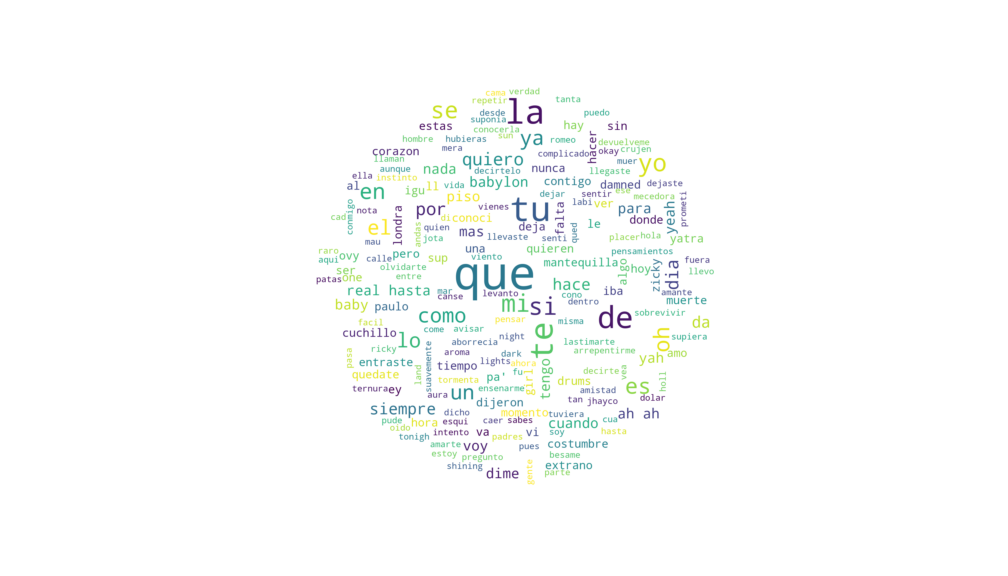 cama verdad
repetir tanta
se desde la puedo
suponia
estas conocerla hay sin
hombre hubieras sun ya romeo hacer devuelveme
corazon mera complicado okay crujen
llaman quiero nunca muer yo
aunque nada decirtelo llegaste
ella instinto babylon contigo damned dejaste
al en igu ll vida dejar sentir ese mecedora
conmigo piso tu labi ver prometi
cad nota londra por vienes falta para yeah
el andas di conoci deja qued le donde
mau quien mas llevaste senti placer hola yatra
jota una quieren pensamientos
raro ovy calle pero viento mantequilla algo fuera
aqui sup que hoy zicky dia
ser olvidarte hace llevo
patas one entre cono iba amante
real hasta mar levanto mi si dentro muerte
canse
baby paulo sobrevivir
como pensar de da
facil misma
cuchillo come avisar te lastimarte oh supiera
lo night
ricky aborrecia dark arrepentirme
pasa aroma yah amo
entraste tiempo lights ahora
land suavemente pa' fu girl tengo decirte vea holl
quedate tormenta ensenarme drums amistad es
ternura ey un aura tan jhayco dolar
dijeron
siempre dicho momento tuviera ah ah
pude hora esqui caer sabes cuando cua
oido tonigh intento va vi soy hasta
amarte voy padres pues costumbre
estoy pregunto besame
shining dime gente extrano
parte